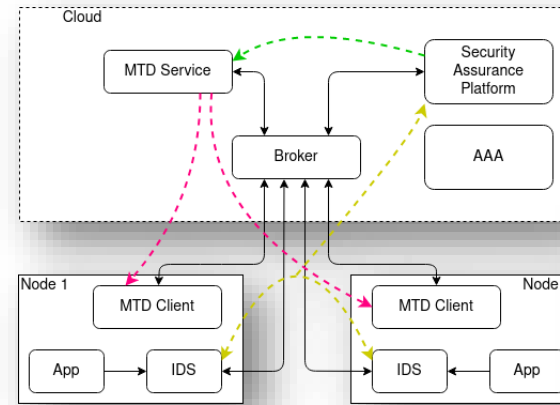 Cloud
MTD Service
Security
Assurance
Platform
Broker
AAA
Node 1
Node
MTD Client
MTD Client
App
IDS
IDS
App